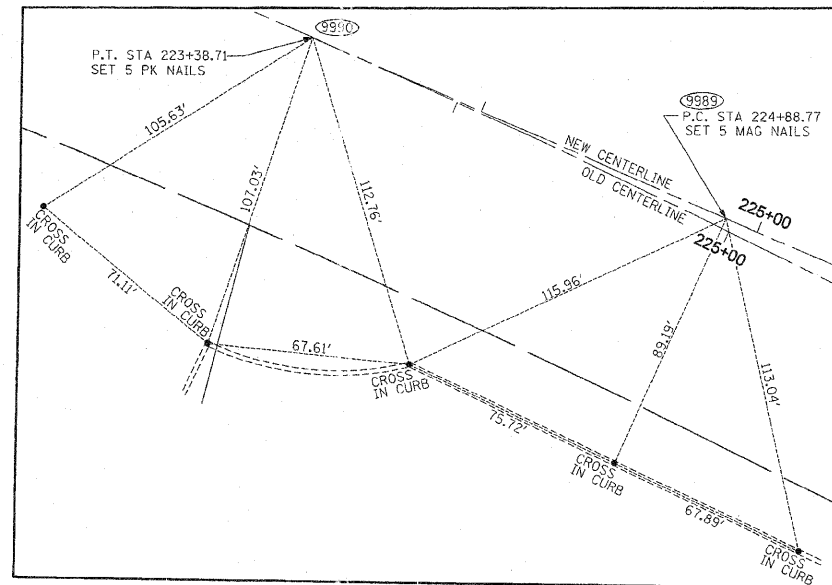 9990
P.T. STA 223+38.71
SET 5 PK NAILS
105.63'
107.03'
112.76'
9989
P.C. STA 224+88.77
SET 5 MAG NAILS
NEW CENTERLINE
OLD CENTERLINE
225+00
225+00
CROSS
IN CURB
71.11'
CROSS
IN CURB
67.61'
CROSS
IN CURB
115.96'
89.19'
113.04'
75.72'
CROSS
IN CURB
67.89'
CROSS
IN CURB